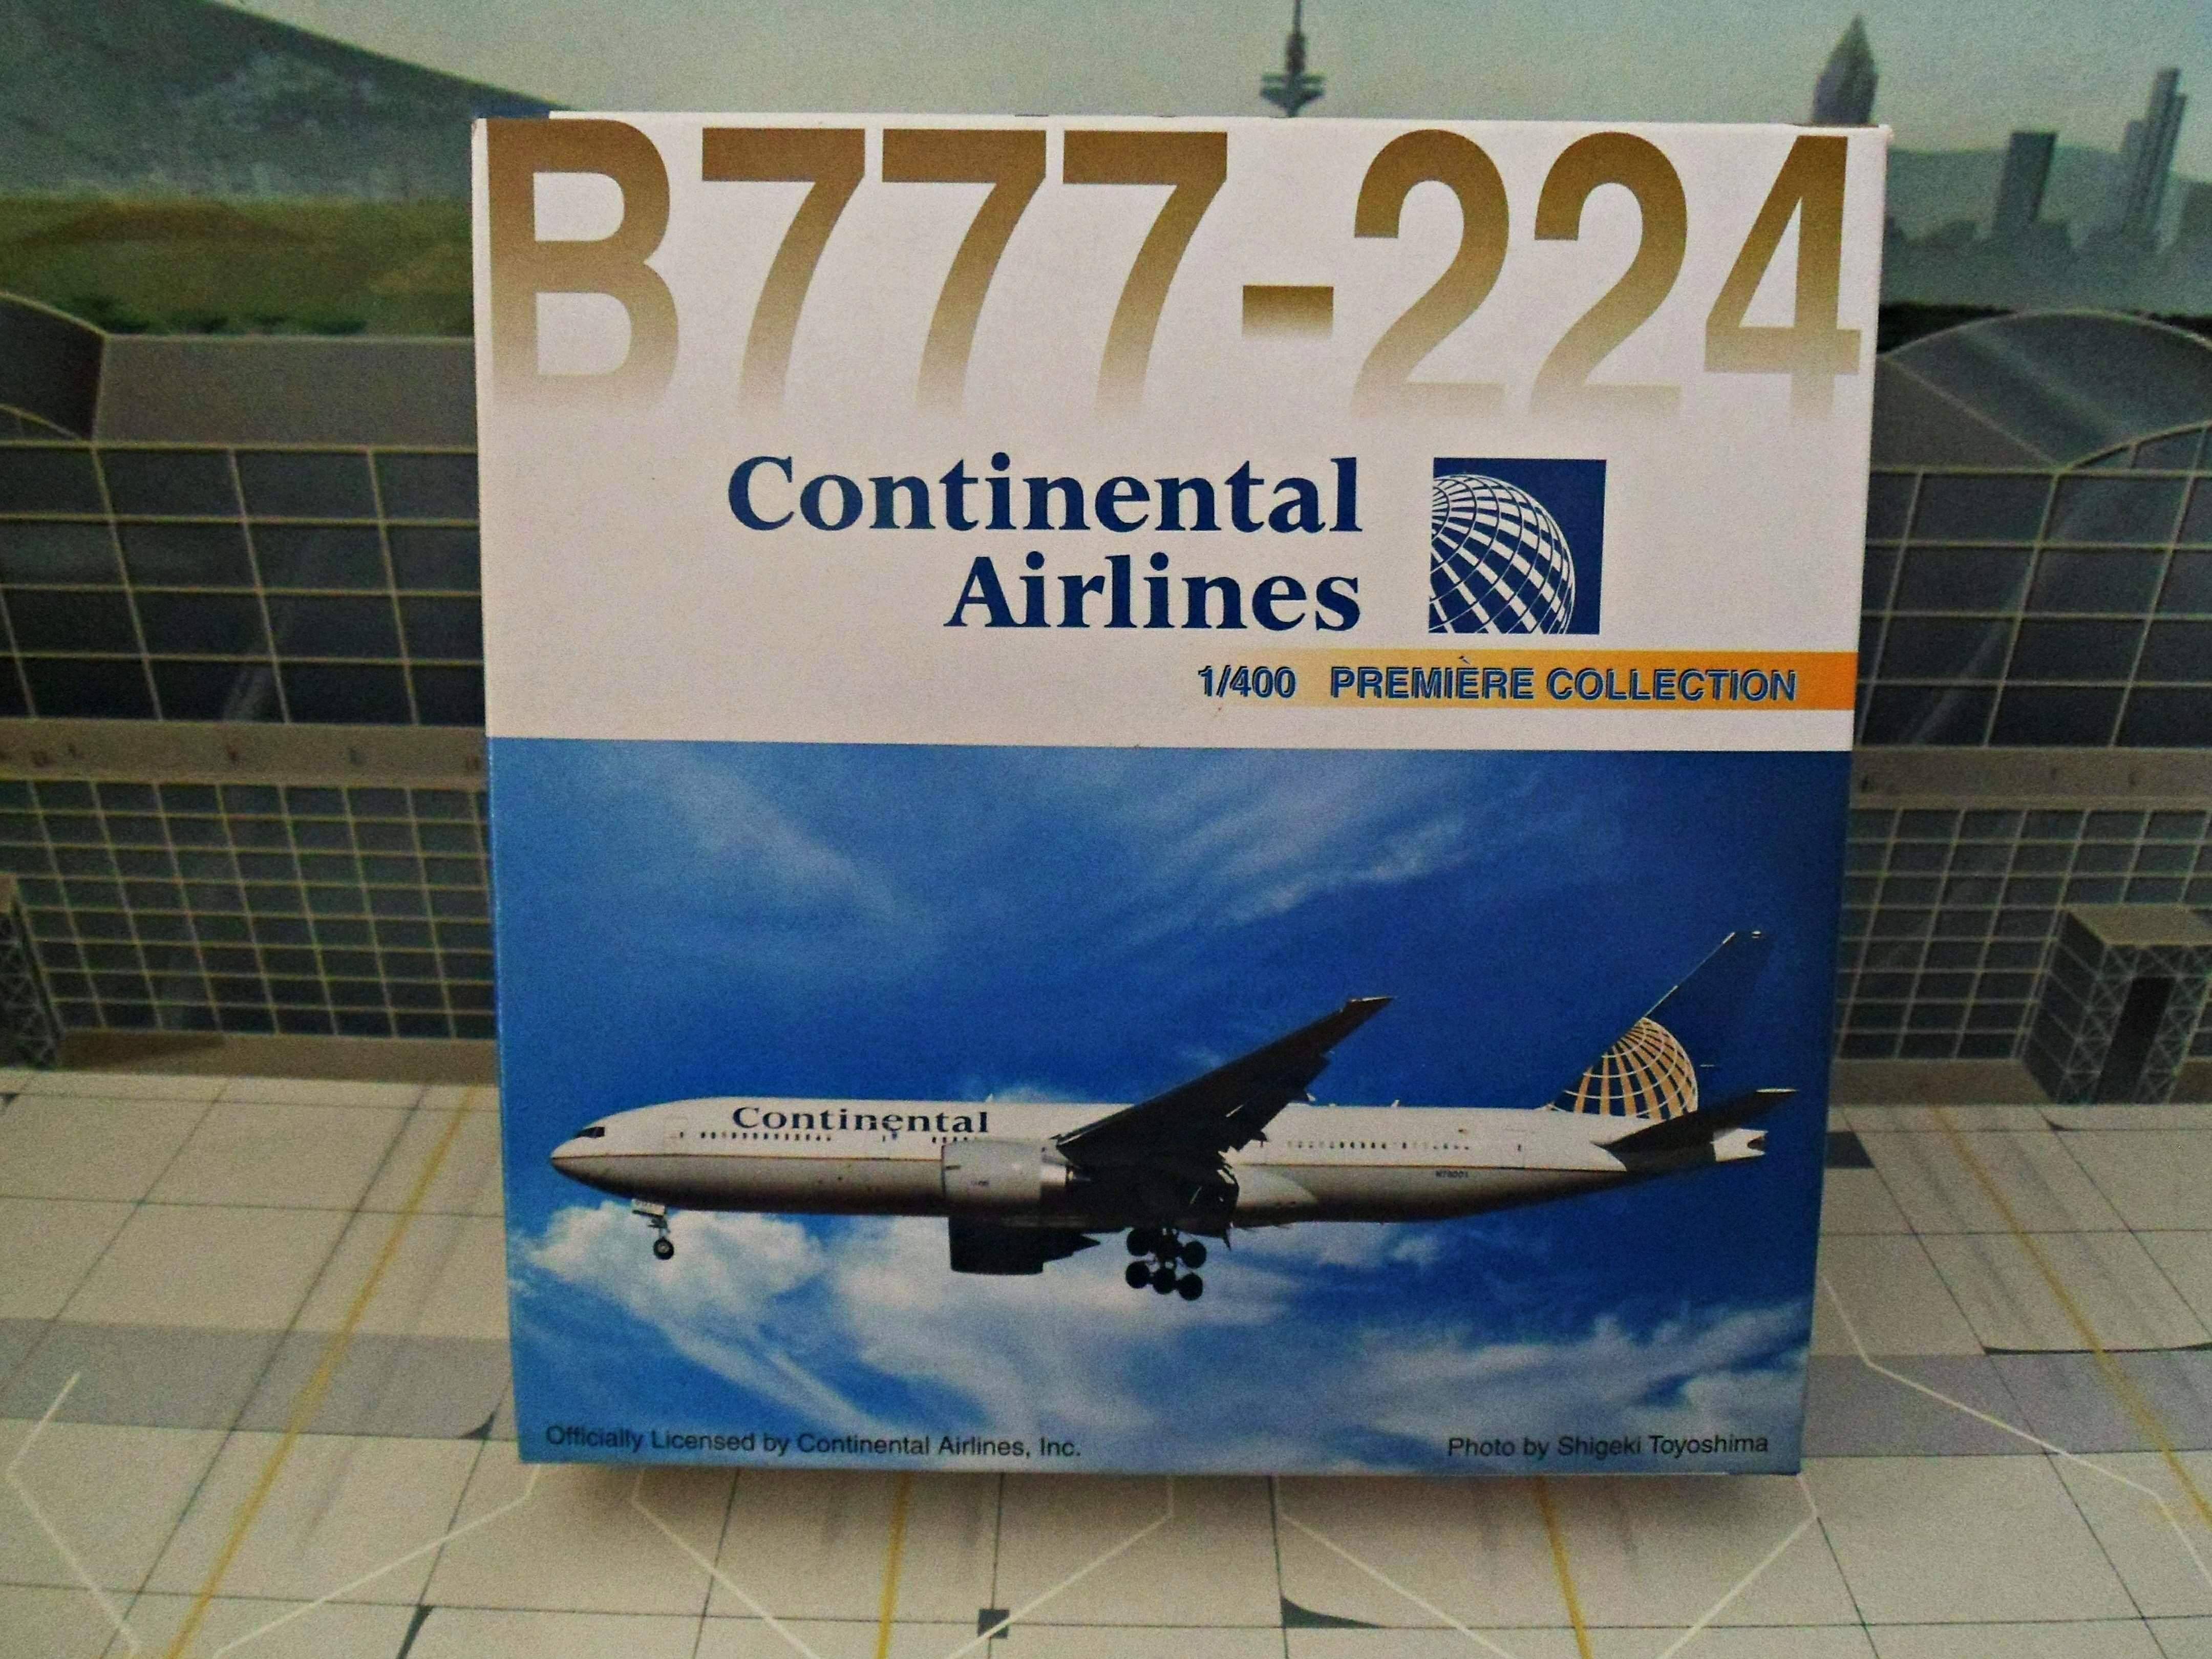 B777-224
Continental
Airlines
1/400 PREMIÈRE COLLECTION
Continental
N78001
Officially Licensed by Continental Airlines, Inc.
Photo by Shigeki Toyoshima